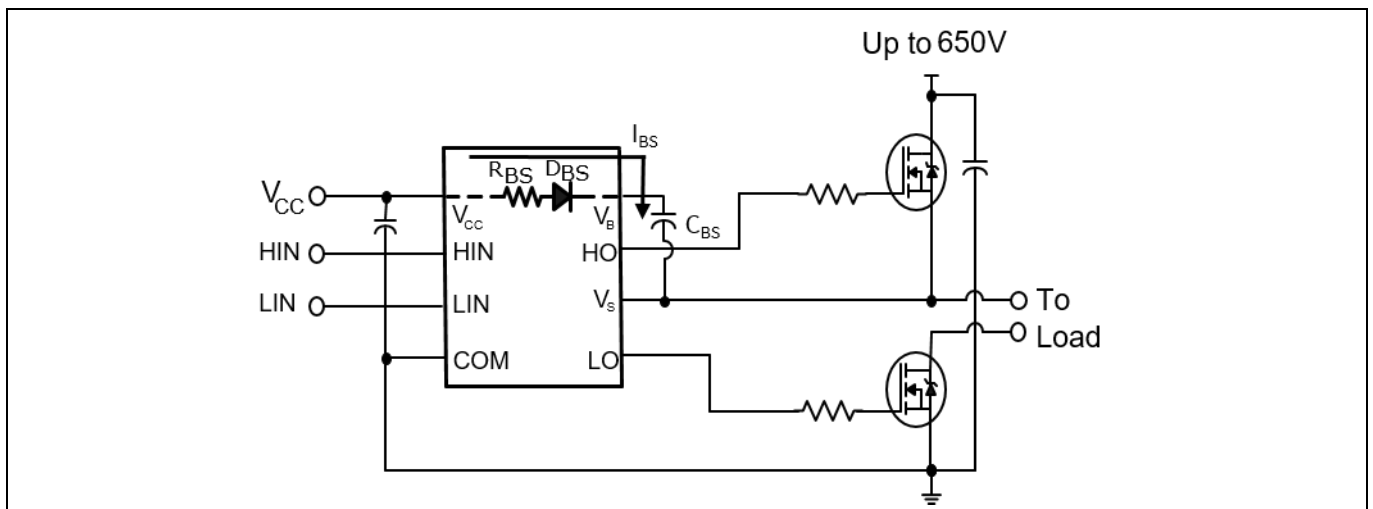 Up to 650V
I_BS
R_BS D_BS
V_CC
V_CC
V_B
C_BS
HIN
HIN
HO
LIN
LIN
V_S
To
Load
COM
LO